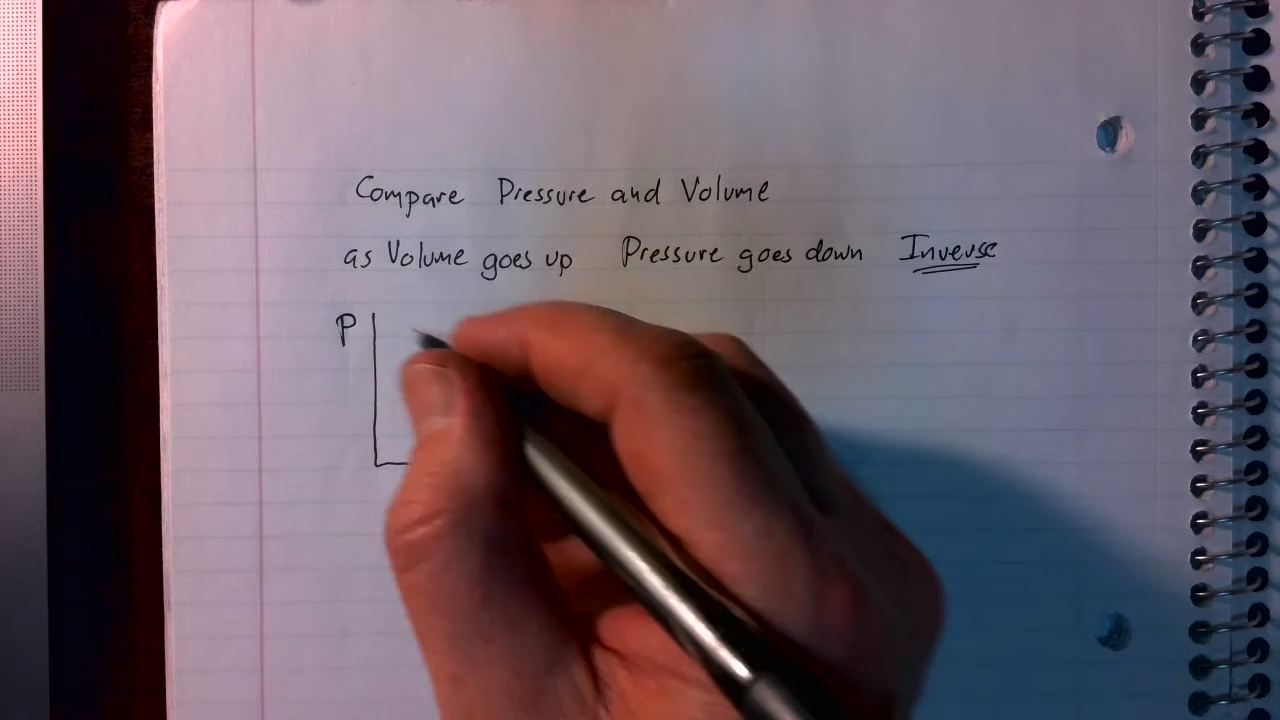 Compare Pressure and Volume
as Volume goes up Pressure goes down Inverse
P